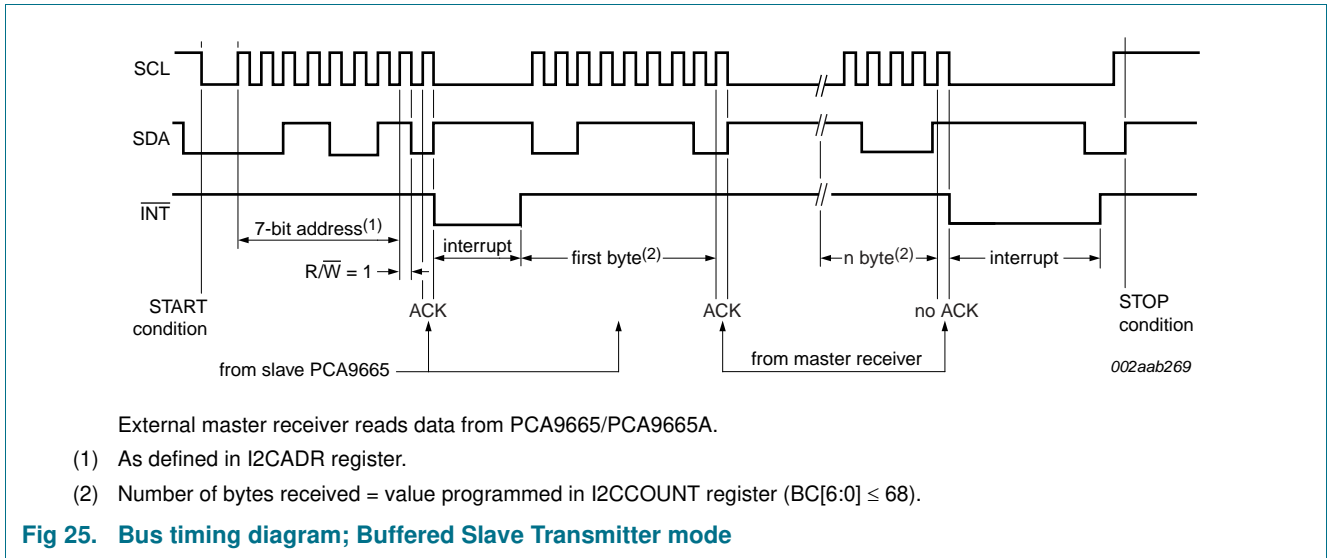 SCL
SDA
INT
7-bit address(1)
interrupt
first byte(2)
n byte(2)
interrupt
R/W = 1
START
condition
ACK
ACK
no ACK
STOP
condition
from slave PCA9665
from master receiver
002aab269
External master receiver reads data from PCA9665/PCA9665A.
(1) As defined in I2CADR register.
(2) Number of bytes received = value programmed in I2CCOUNT register (BC[6:0] ≤ 68).
Fig 25. Bus timing diagram; Buffered Slave Transmitter mode